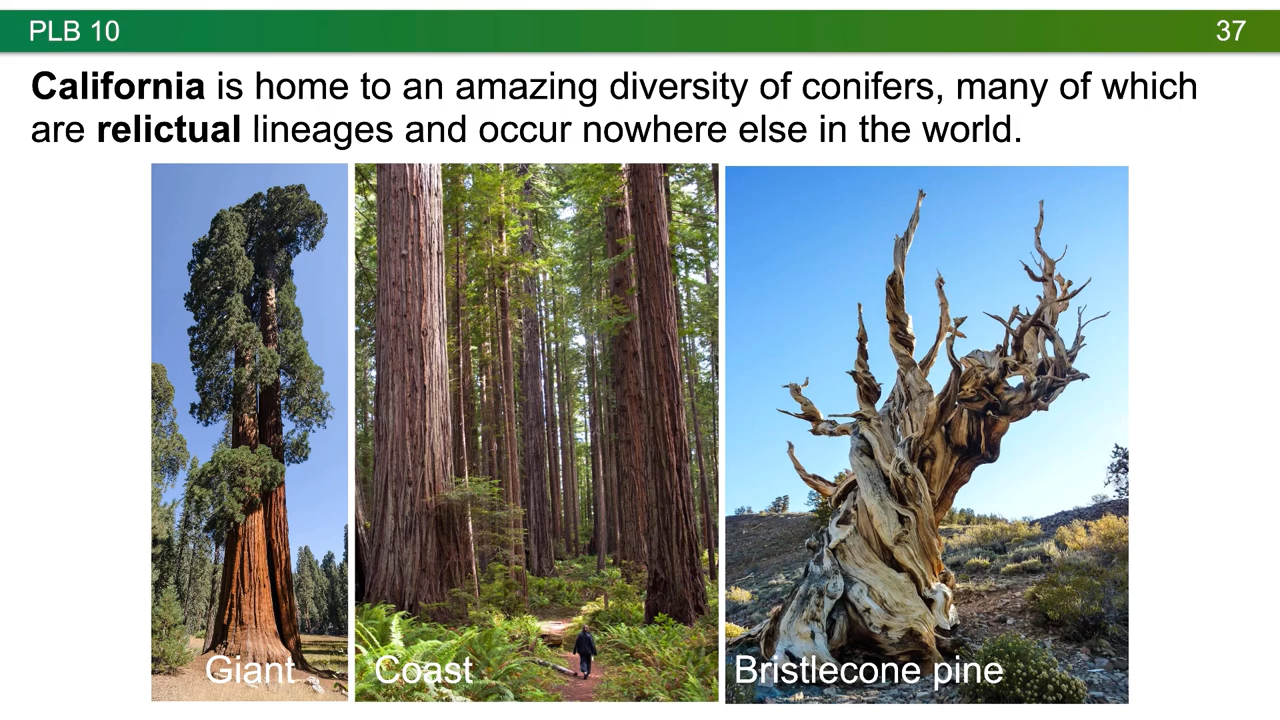 PLB 10
37
California is home to an amazing diversity of conifers, many of which
are relictual lineages and occur nowhere else in the world.
Giant
Coast
Bristlecone pine